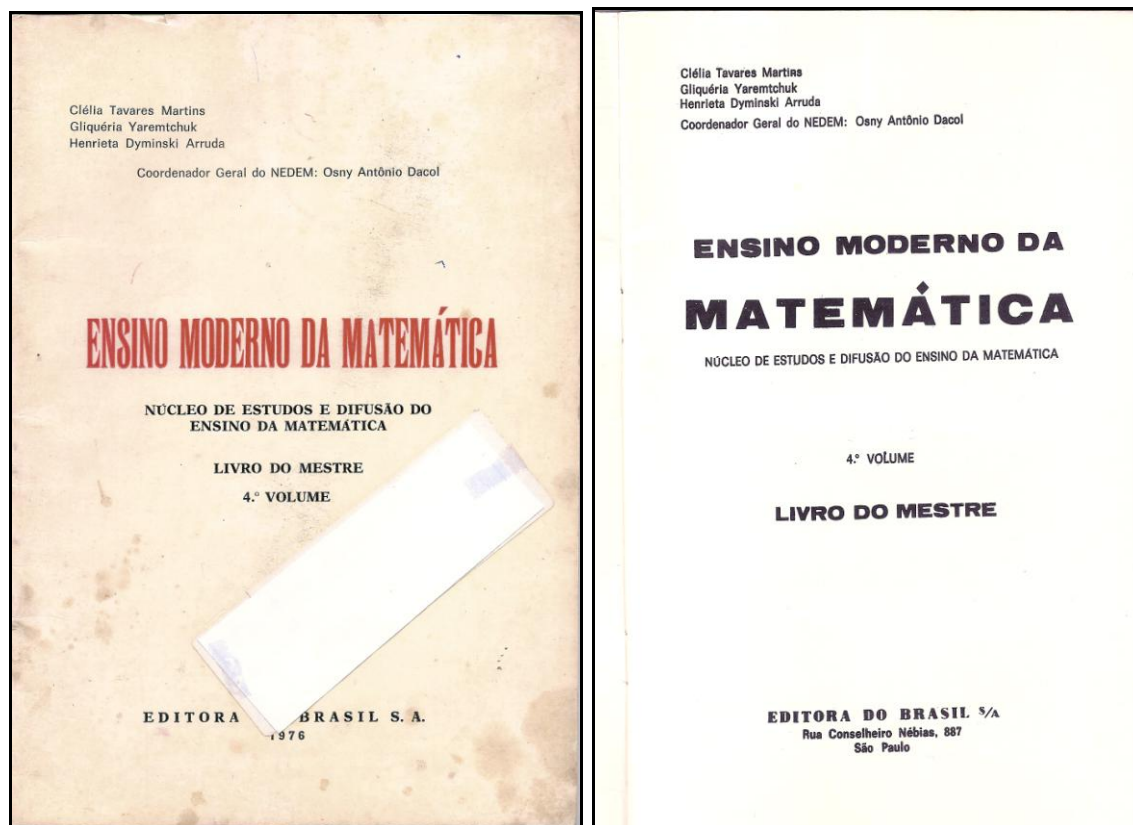 Clélia Tavares Martins
Gliquéria Yaremtchuk
Henrieta Dyminski Arruda
Coordenador Geral do NEDEM: Osny Antônio Dacol
ENSINO MODERNO DA MATEMÁTICA
NÚCLEO DE ESTUDOS E DIFUSÃO DO
ENSINO DA MATEMÁTICA
LIVRO DO MESTRE
4.º VOLUME
EDITORA BRASIL S. A.
1976
Clélia Tavares Martins
Gliquéria Yaremtchuk
Henrieta Dyminski Arruda
Coordenador Geral do NEDEM: Osny Antônio Dacol
ENSINO MODERNO DA
MATEMÁTICA
NÚCLEO DE ESTUDOS E DIFUSÃO DO ENSINO DA MATEMÁTICA
4.º VOLUME
LIVRO DO MESTRE
EDITORA DO BRASIL S/A
Rua Conselheiro Nébias, 887
São Paulo